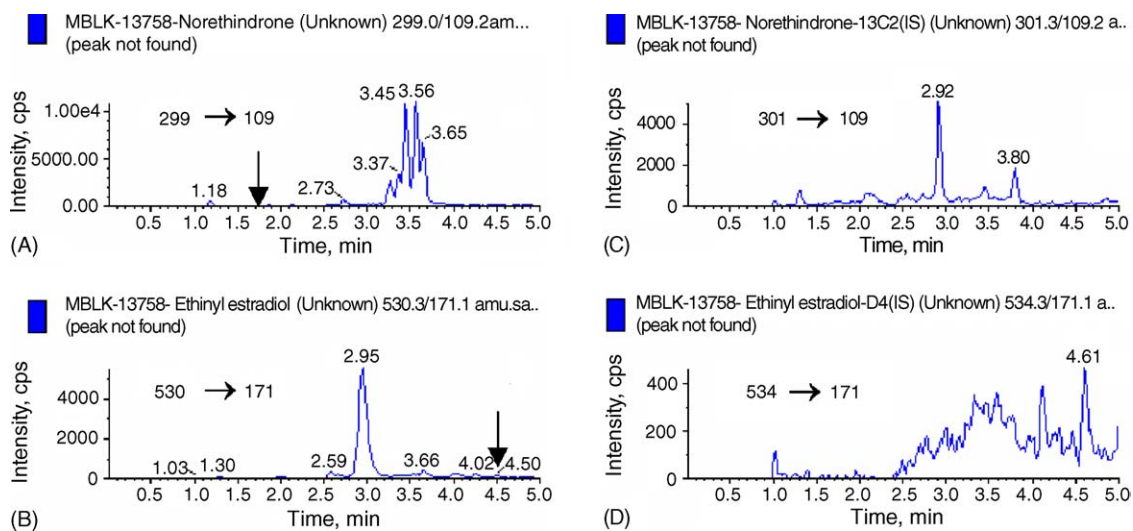 MBLK-13758-Norethindrone (Unknown) 299.0/109.2am...
(peak not found)
Intensity, cps
1.00e4
5000.00
0.00
299 → 109
1.18
2.73
3.37
3.45
3.56
3.65
0.5 1.0 1.5 2.0 2.5 3.0 3.5 4.0 4.5 5.0
Time, min
(A)
MBLK-13758- Norethindrone-13C2(IS) (Unknown) 301.3/109.2 a..
(peak not found)
Intensity, cps
4000
2000
0
301 → 109
2.92
3.80
0.5 1.0 1.5 2.0 2.5 3.0 3.5 4.0 4.5 5.0
Time, min
(C)
MBLK-13758- Ethinyl estradiol (Unknown) 530.3/171.1 amu.sa..
(peak not found)
Intensity, cps
4000
2000
0
530 → 171
1.03
1.30
2.59
2.95
3.66
4.02
4.50
0.5 1.0 1.5 2.0 2.5 3.0 3.5 4.0 4.5 5.0
Time, min
(B)
MBLK-13758- Ethinyl estradiol-D4(IS) (Unknown) 534.3/171.1 a..
(peak not found)
Intensity, cps
400
200
0
534 → 171
4.61
0.5 1.0 1.5 2.0 2.5 3.0 3.5 4.0 4.5 5.0
Time, min
(D)